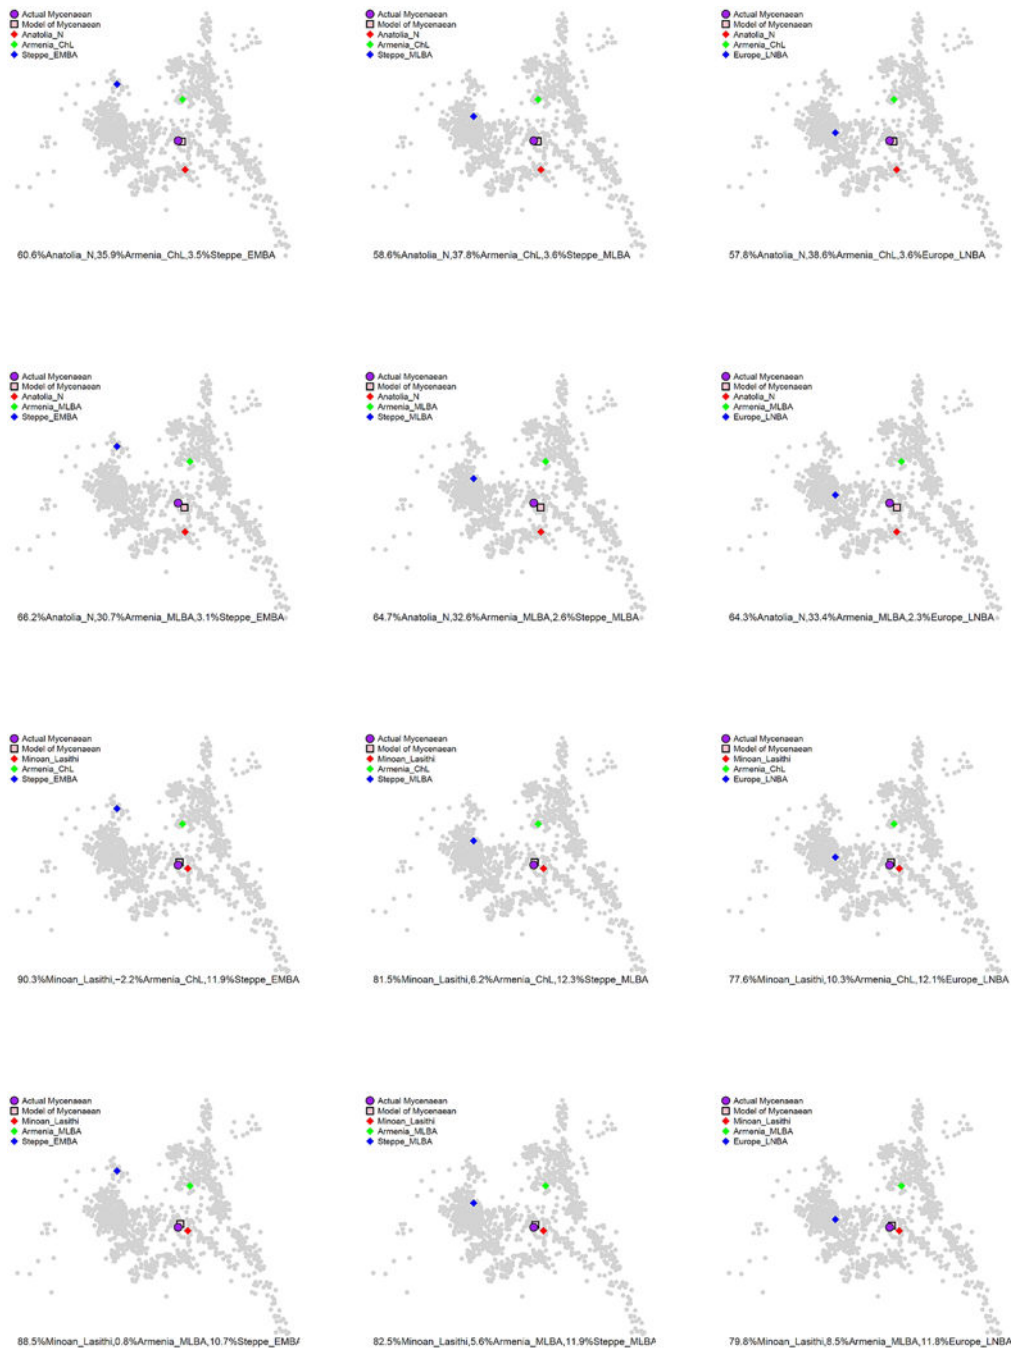 Actual Mycenaean
Model of Mycenaean
Anatolia_N
Armenia_ChL
Steppe_EMBA
60.6%Anatolia_N,35.9%Armenia_ChL,3.5%Steppe_EMBA
Actual Mycenaean
Model of Mycenaean
Anatolia_N
Armenia_ChL
Steppe_MLBA
58.6%Anatolia_N,37.8%Armenia_ChL,3.6%Steppe_MLBA
Actual Mycenaean
Model of Mycenaean
Anatolia_N
Armenia_ChL
Europe_LNBA
57.8%Anatolia_N,38.6%Armenia_ChL,3.6%Europe_LNBA
Actual Mycenaean
Model of Mycenaean
Anatolia_N
Armenia_MLBA
Steppe_EMBA
66.2%Anatolia_N,30.7%Armenia_MLBA,3.1%Steppe_EMBA
Actual Mycenaean
Model of Mycenaean
Anatolia_N
Armenia_MLBA
Steppe_MLBA
64.7%Anatolia_N,32.6%Armenia_MLBA,2.6%Steppe_MLBA
Actual Mycenaean
Model of Mycenaean
Anatolia_N
Armenia_MLBA
Europe_LNBA
64.3%Anatolia_N,33.4%Armenia_MLBA,2.3%Europe_LNBA
Actual Mycenaean
Model of Mycenaean
Minoan_Lasithi
Armenia_ChL
Steppe_EMBA
90.3%Minoan_Lasithi,−2.2%Armenia_ChL,11.9%Steppe_EMBA
Actual Mycenaean
Model of Mycenaean
Minoan_Lasithi
Armenia_ChL
Steppe_MLBA
81.5%Minoan_Lasithi,6.2%Armenia_ChL,12.3%Steppe_MLBA
Actual Mycenaean
Model of Mycenaean
Minoan_Lasithi
Armenia_ChL
Europe_LNBA
77.6%Minoan_Lasithi,10.3%Armenia_ChL,12.1%Europe_LNBA
Actual Mycenaean
Model of Mycenaean
Minoan_Lasithi
Armenia_MLBA
Steppe_EMBA
88.5%Minoan_Lasithi,0.8%Armenia_MLBA,10.7%Steppe_EMBA
Actual Mycenaean
Model of Mycenaean
Minoan_Lasithi
Armenia_MLBA
Steppe_MLBA
82.5%Minoan_Lasithi,5.6%Armenia_MLBA,11.9%Steppe_MLBA
Actual Mycenaean
Model of Mycenaean
Minoan_Lasithi
Armenia_MLBA
Europe_LNBA
79.8%Minoan_Lasithi,8.5%Armenia_MLBA,11.8%Europe_LNBA